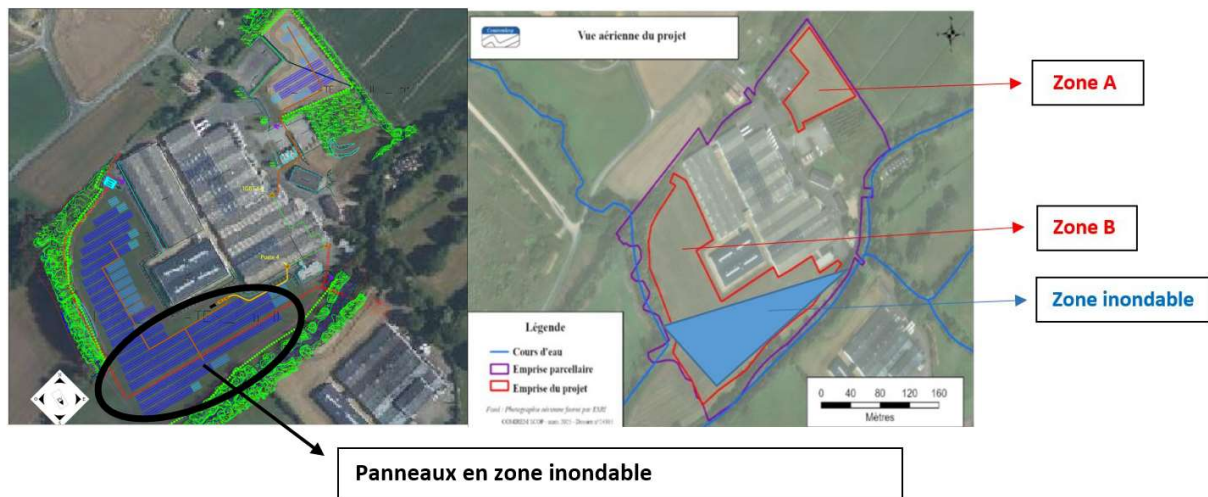 Vue aérienne du projet
Zone A
Zone B
Zone inondable
Légende
Cours d'eau
Emprise parcellaire
Emprise du projet
0 40 80 120 160
Mètres
Panneaux en zone inondable